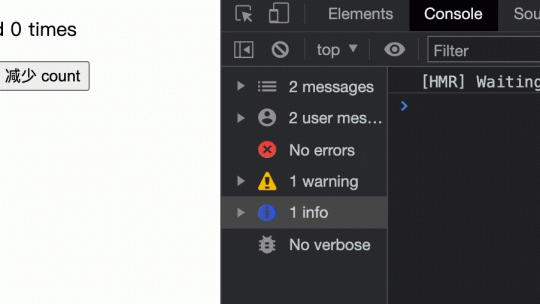 d 0 times
减少 count
Elements
Console
Sou
top
Filter
2 messages
2 user mes…
No errors
1 warning
1 info
No verbose
[HMR] Waiting